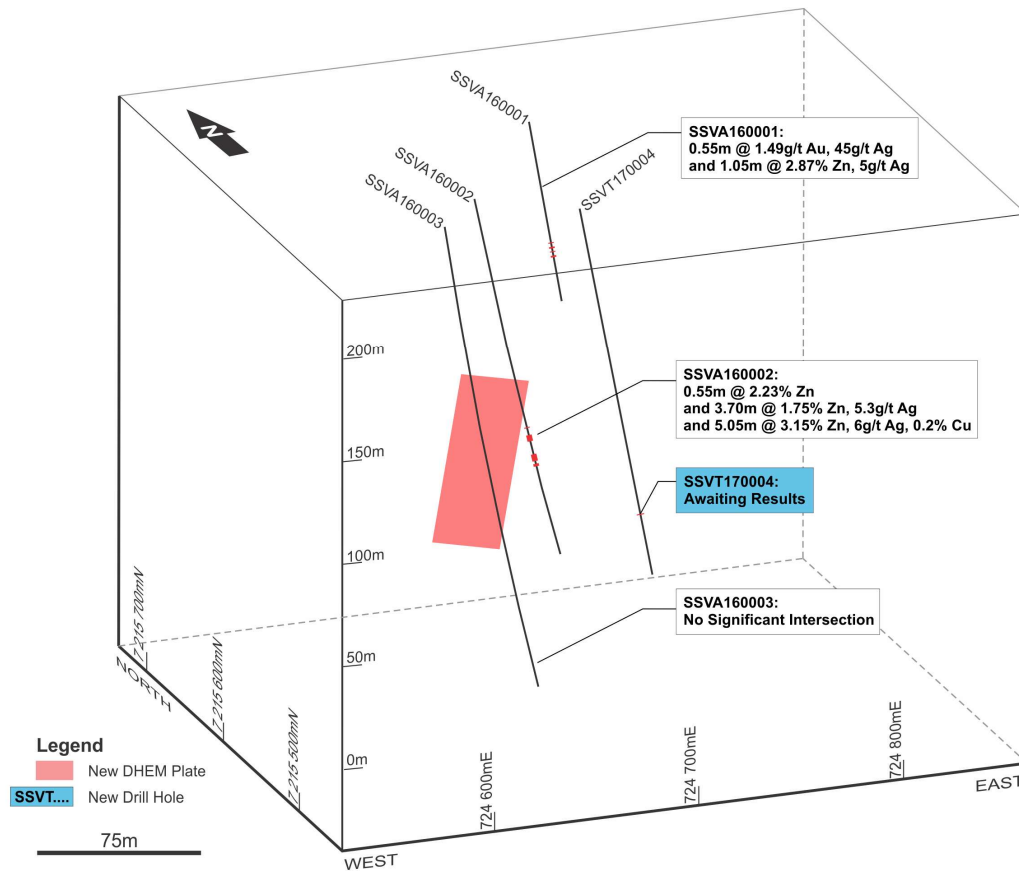 SSVA160001
SSVA160002
SSVA160003
SSVT170004
N
SSVA160001:
0.55m @ 1.49g/t Au, 45g/t Ag
and 1.05m @ 2.87% Zn, 5g/t Ag
SSVA160002:
0.55m @ 2.23% Zn
and 3.70m @ 1.75% Zn, 5.3g/t Ag
and 5.05m @ 3.15% Zn, 6g/t Ag, 0.2% Cu
SSVT170004:
Awaiting Results
SSVA160003:
No Significant Intersection
200m
150m
100m
50m
0m
7 215 700mN
7 215 600mN
7 215 500mN
NORTH
724 600mE
724 700mE
724 800mE
EAST
WEST
Legend
New DHEM Plate
SSVT.... New Drill Hole
75m